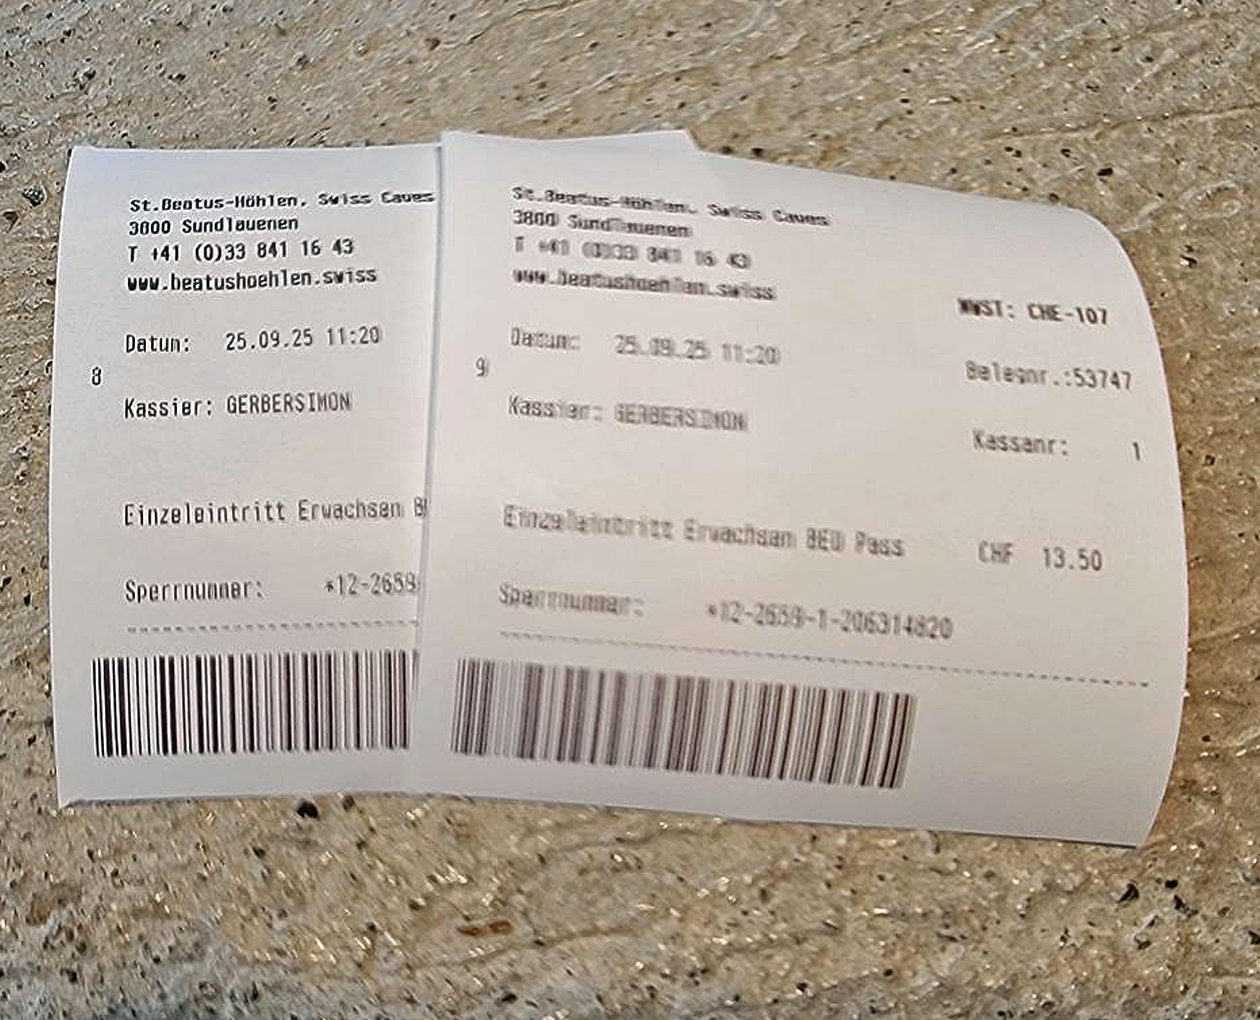 St.Beatus-Höhlen, Swiss Caves
3800 Sundlauenen
T +41 (0)33 841 16 43
www.beatushoehlen.swiss
Datum: 25.09.25 11:20
8
Kassier: GERBERSIMON
Einzeleintritt Erwachsen
Sperrnummer: *12-2659
St.Beatus-Höhlen, Swiss Caves
3800 Sundlauenen
T +41 (0)33 841 16 43
www.beatushoehlen.swiss
MWST: CHE-107
Datum: 25.09.25 11:20
Belegnr.:53747
9
Kassier: GERBERSIMON
Kassanr: 1
Einzeleintritt Erwachsen BEO Pass CHF 13.50
Sperrnummer: *12-2659-1-206314820